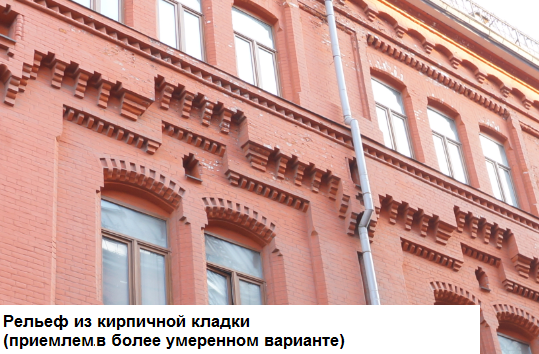 Рельеф из кирпичной кладки
(приемлем в более умеренном варианте)